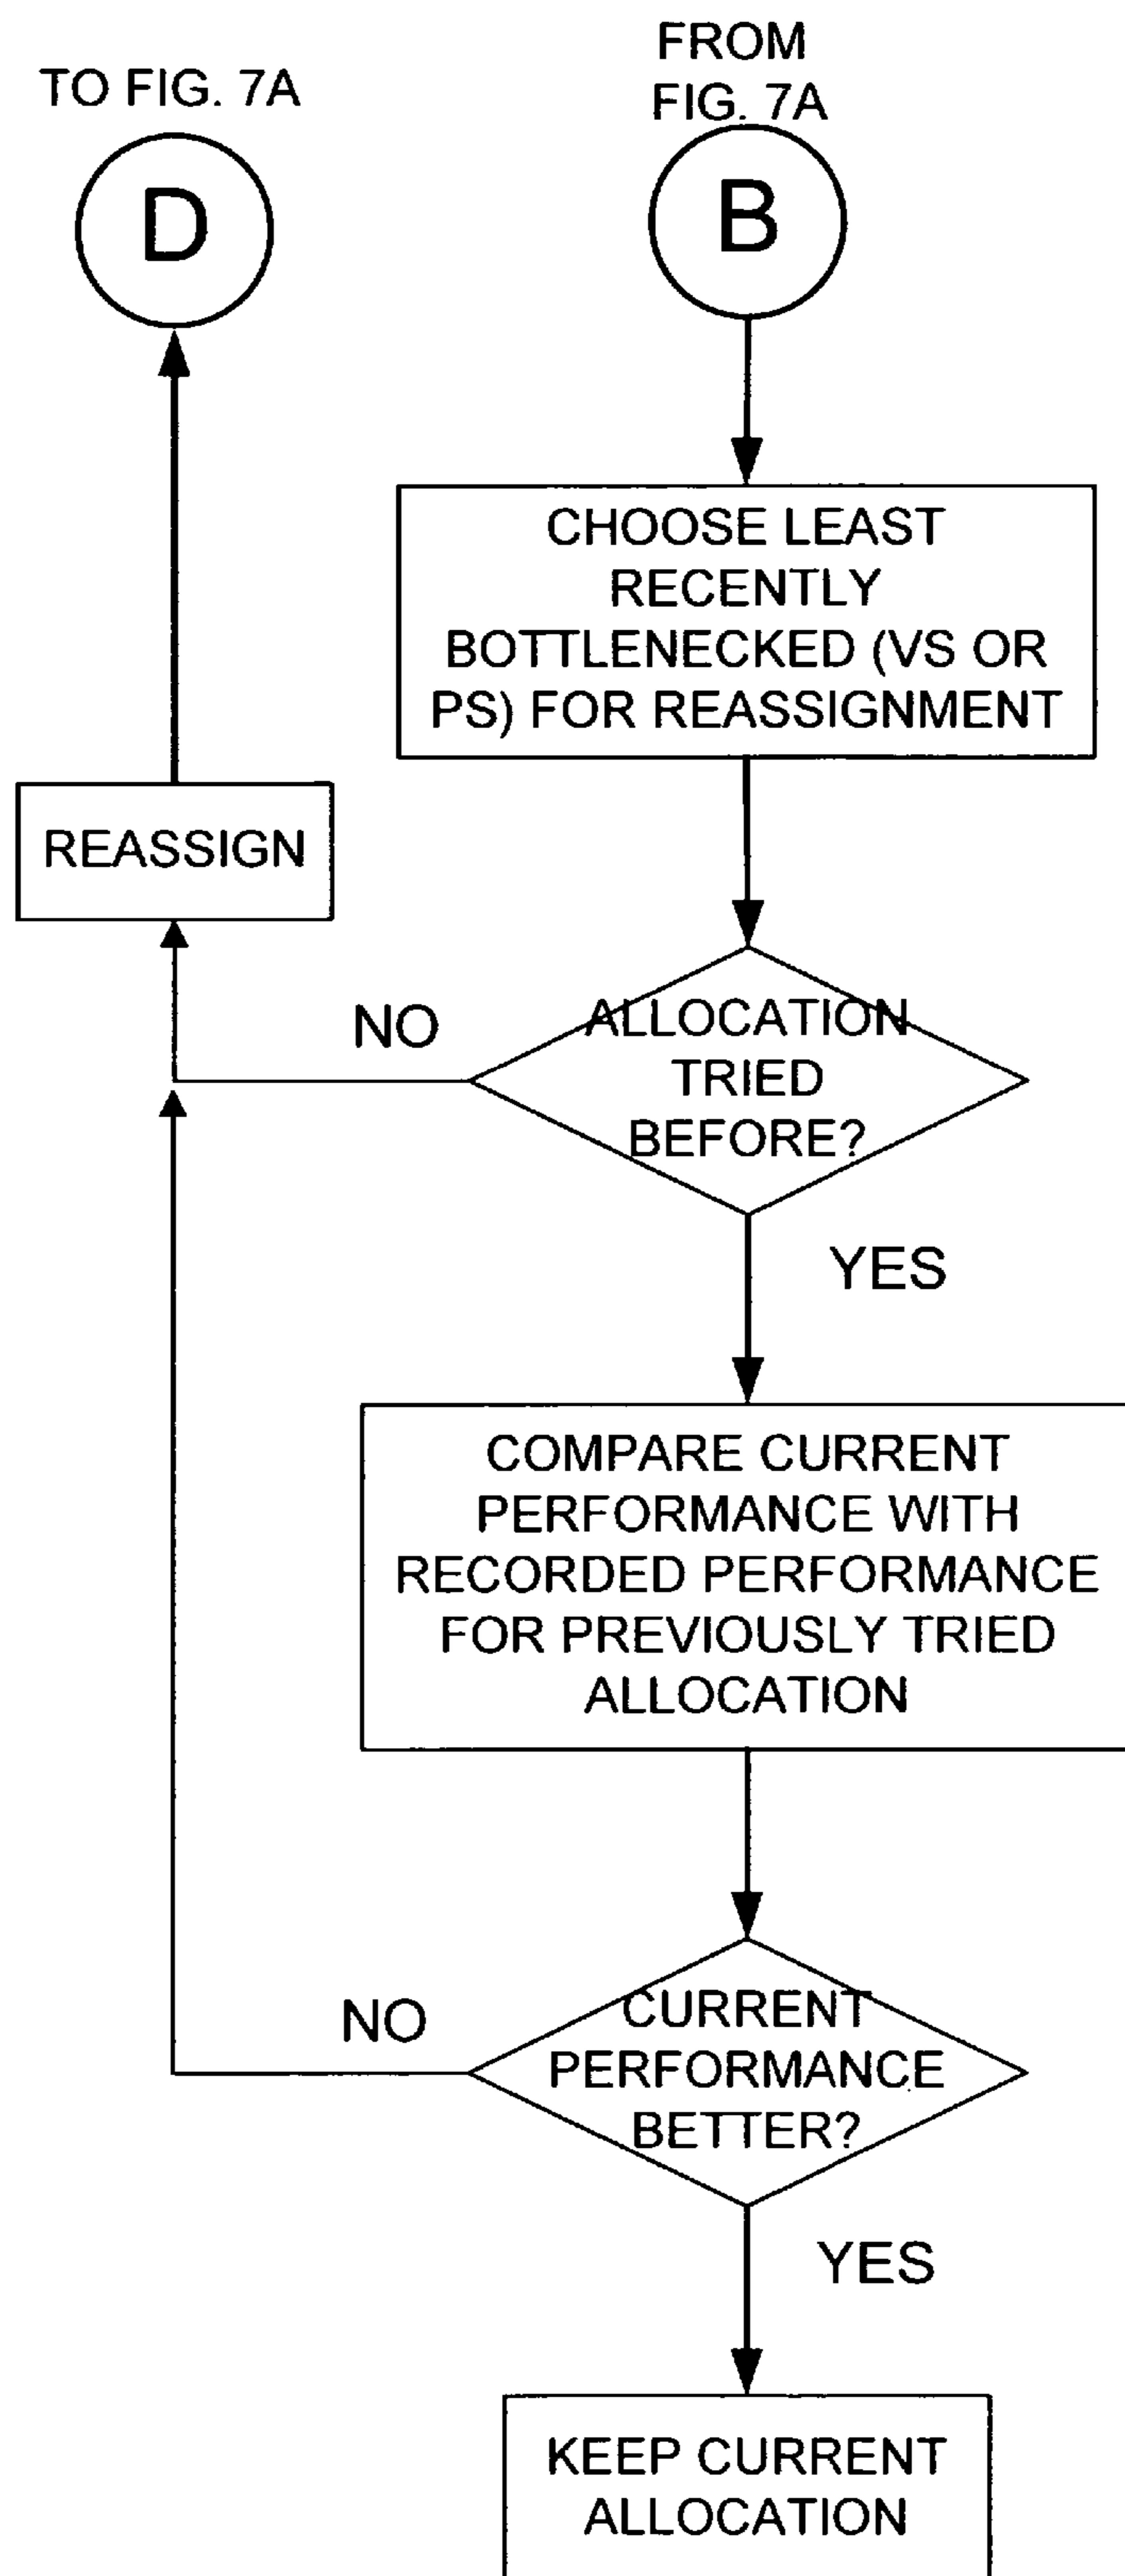 TO FIG. 7A
D
FROM
FIG. 7A
B
CHOOSE LEAST
RECENTLY
BOTTLENECKED (VS OR
PS) FOR REASSIGNMENT
REASSIGN
NO
ALLOCATION
TRIED
BEFORE?
YES
COMPARE CURRENT
PERFORMANCE WITH
RECORDED PERFORMANCE
FOR PREVIOUSLY TRIED
ALLOCATION
NO
CURRENT
PERFORMANCE
BETTER?
YES
KEEP CURRENT
ALLOCATION